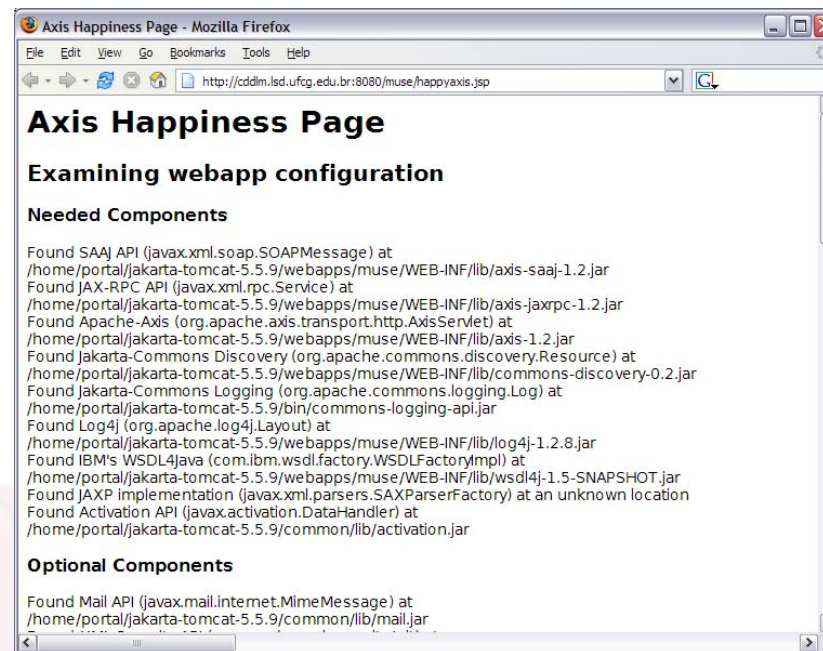 Axis Happiness Page - Mozilla Firefox
File Edit View Go Bookmarks Tools Help
http://cddlm.lsd.ufcg.edu.br:8080/muse/happyaxis.jsp
G
Axis Happiness Page
Examining webapp configuration
Needed Components
Found SAAJ API (javax.xml.soap.SOAPMessage) at
/home/portal/jakarta-tomcat-5.5.9/webapps/muse/WEB-INF/lib/axis-saaj-1.2.jar
Found JAX-RPC API (javax.xml.rpc.Service) at
/home/portal/jakarta-tomcat-5.5.9/webapps/muse/WEB-INF/lib/axis-jaxrpc-1.2.jar
Found Apache-Axis (org.apache.axis.transport.http.AxisServlet) at
/home/portal/jakarta-tomcat-5.5.9/webapps/muse/WEB-INF/lib/axis-1.2.jar
Found Jakarta-Commons Discovery (org.apache.commons.discovery.Resource) at
/home/portal/jakarta-tomcat-5.5.9/webapps/muse/WEB-INF/lib/commons-discovery-0.2.jar
Found Jakarta-Commons Logging (org.apache.commons.logging.Log) at
/home/portal/jakarta-tomcat-5.5.9/bin/commons-logging-api.jar
Found Log4j (org.apache.log4j.Layout) at
/home/portal/jakarta-tomcat-5.5.9/webapps/muse/WEB-INF/lib/log4j-1.2.8.jar
Found IBM's WSDL4Java (com.ibm.wsdl.factory.WSDLFactoryImpl) at
/home/portal/jakarta-tomcat-5.5.9/webapps/muse/WEB-INF/lib/wsdl4j-1.5-SNAPSHOT.jar
Found JAXP implementation (javax.xml.parsers.SAXParserFactory) at an unknown location
Found Activation API (javax.activation.DataHandler) at
/home/portal/jakarta-tomcat-5.5.9/common/lib/activation.jar
Optional Components
Found Mail API (javax.mail.internet.MimeMessage) at
/home/portal/jakarta-tomcat-5.5.9/common/lib/mail.jar